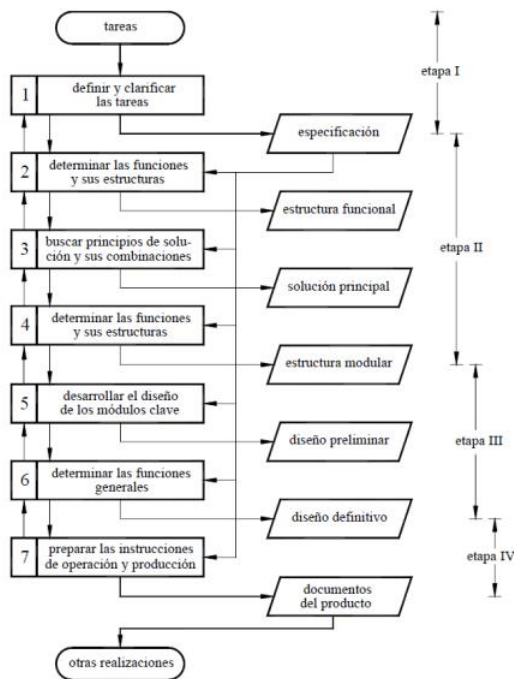 tareas
etapa I
1
definir y clarificar
las tareas
especificación
2
determinar las funciones
y sus estructuras
estructura funcional
etapa II
3
buscar principios de solu-
ción y sus combinaciones
solución principal
4
determinar las funciones
y sus estructuras
estructura modular
5
desarrollar el diseño
de los módulos clave
diseño preliminar
etapa III
6
determinar las funciones
generales
diseño definitivo
7
preparar las instrucciones
de operación y producción
etapa IV
documentos
del producto
otras realizaciones